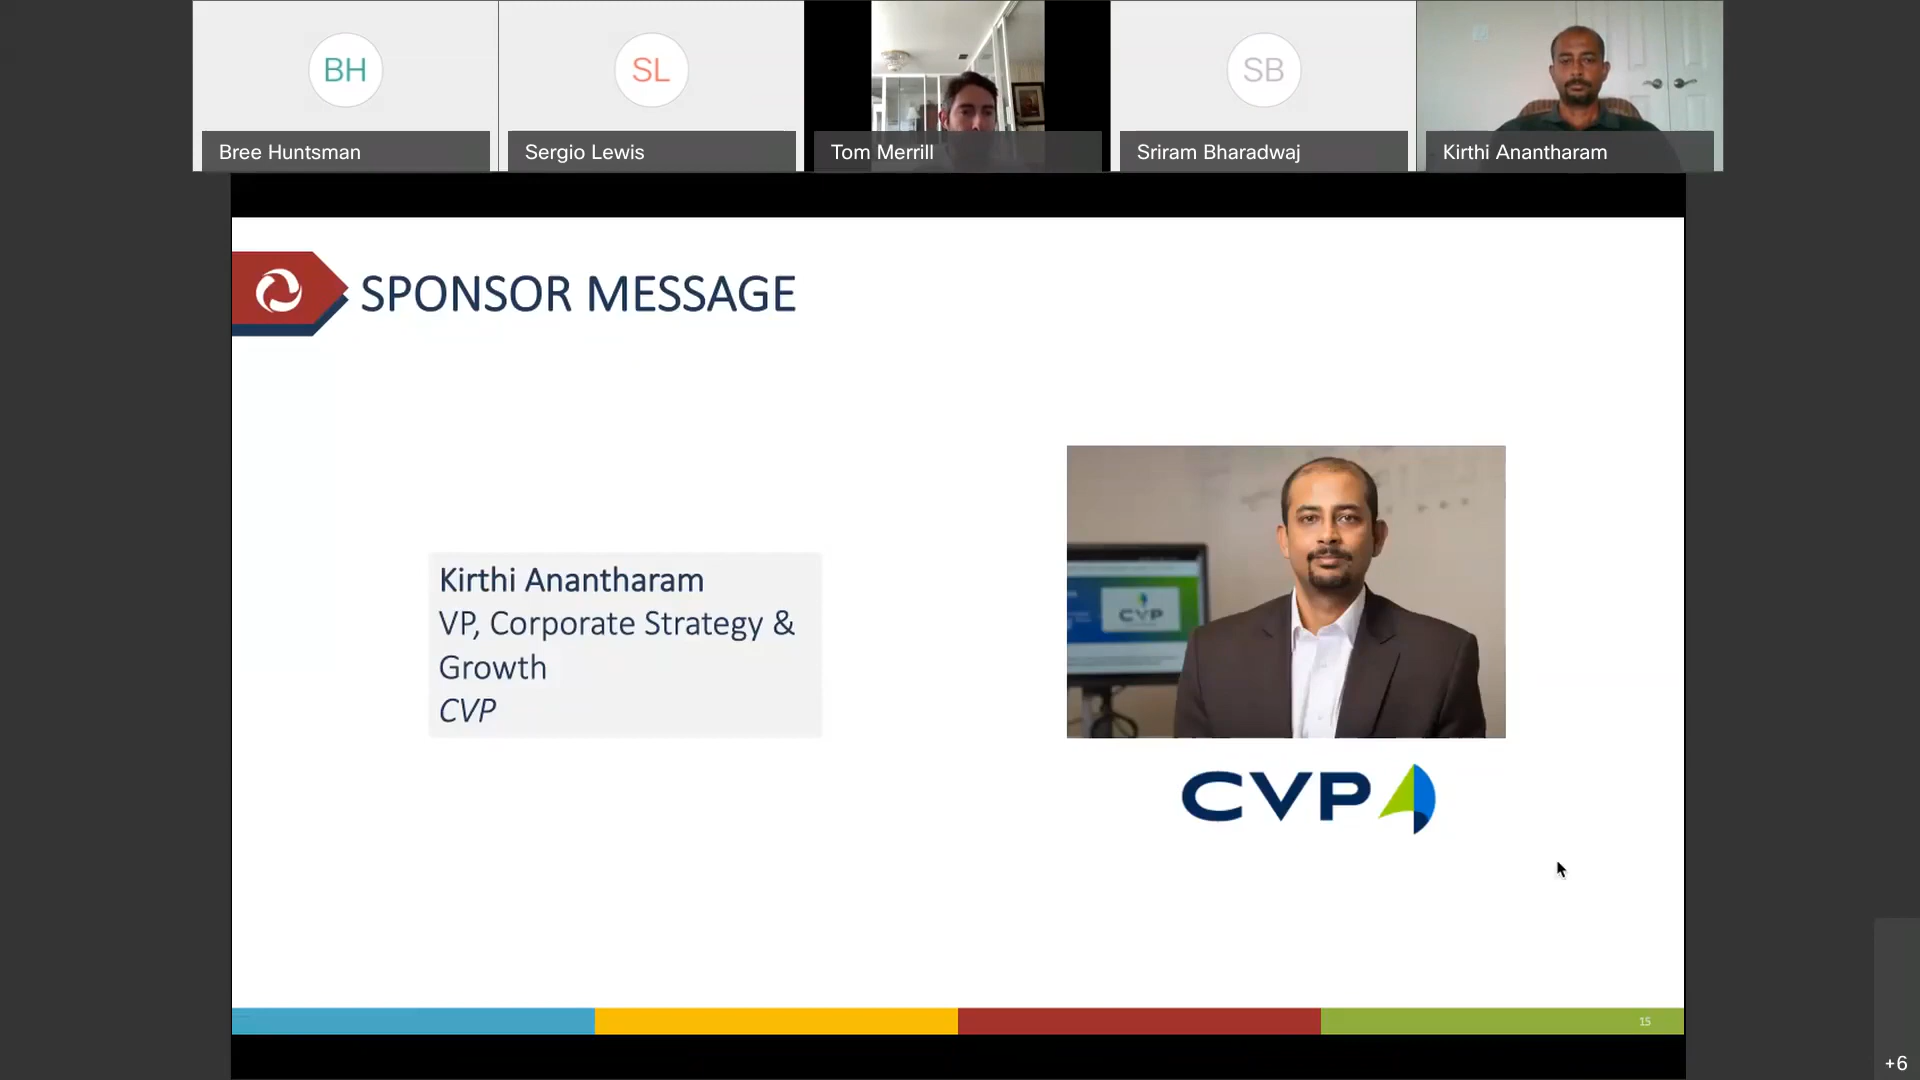 BH
SL
SB
Bree Huntsman
Sergio Lewis
Tom Merrill
Sriram Bharadwaj
Kirthi Anantharam
SPONSOR MESSAGE
Kirthi Anantharam
VP, Corporate Strategy &
Growth
CVP
CVP
CVP
15
+6